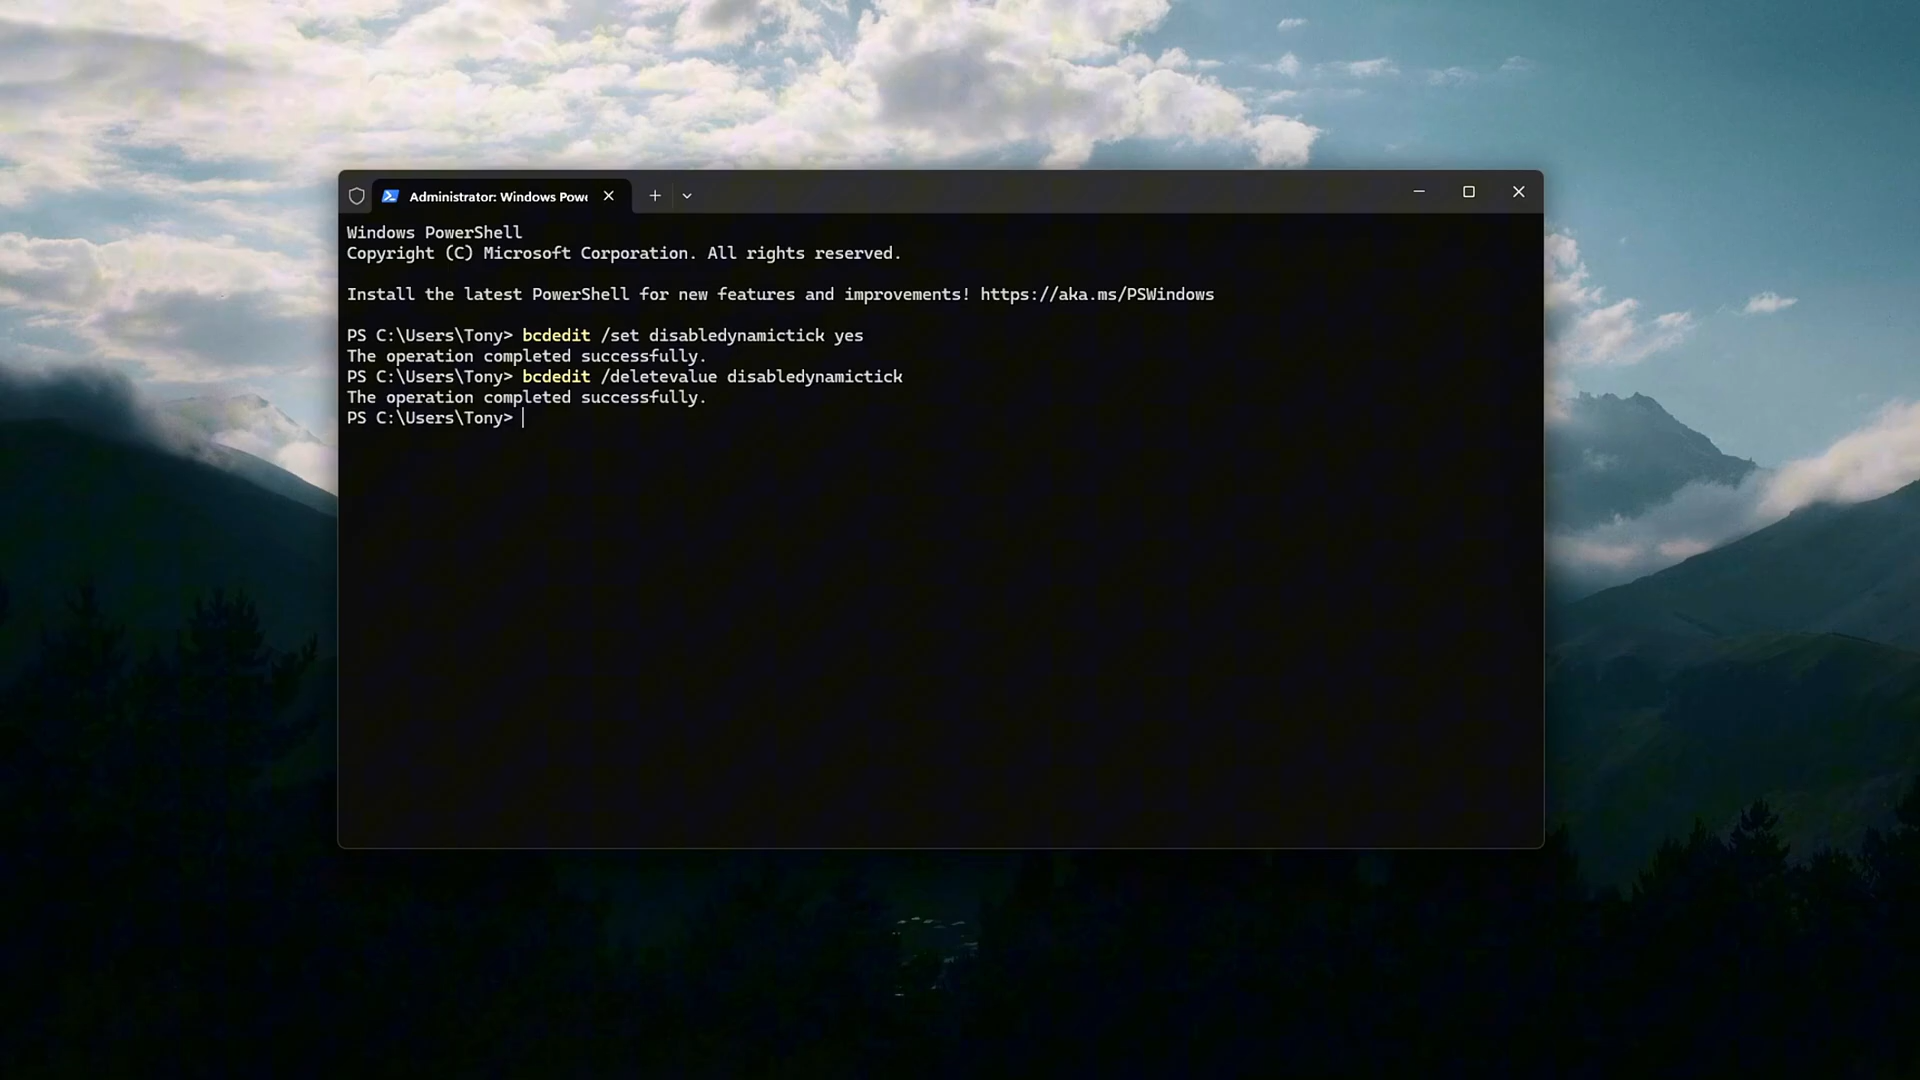 Administrator: Windows Powe
Windows PowerShell
Copyright (C) Microsoft Corporation. All rights reserved.
Install the latest PowerShell for new features and improvements! https://aka.ms/PSWindows
PS C:\Users\Tony> bcdedit /set disabledynamictick yes
The operation completed successfully.
PS C:\Users\Tony> bcdedit /deletevalue disabledynamictick
The operation completed successfully.
PS C:\Users\Tony>